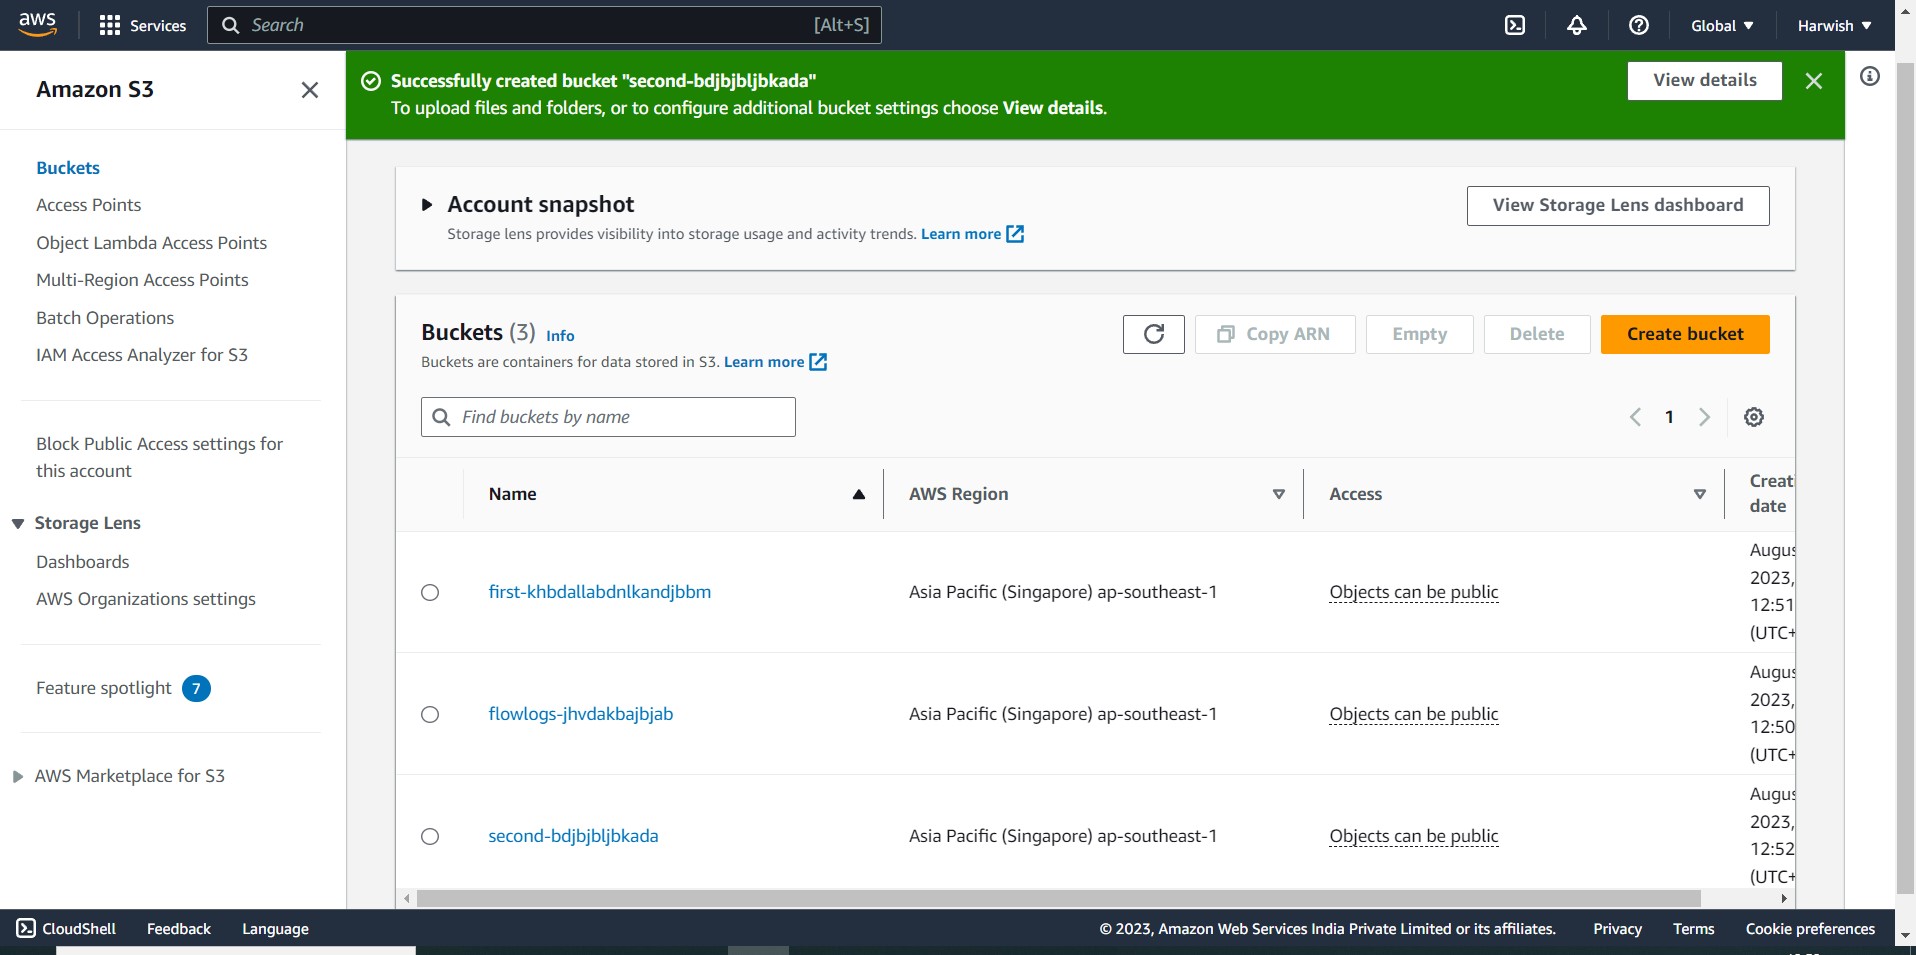 aws Services Search [Alt+S] Global Harwish
Amazon S3
Buckets
Access Points
Object Lambda Access Points
Multi-Region Access Points
Batch Operations
IAM Access Analyzer for S3
Block Public Access settings for
this account
Storage Lens
Dashboards
AWS Organizations settings
Feature spotlight 7
AWS Marketplace for S3
Successfully created bucket "second-bdjbjbljbkada"
To upload files and folders, or to configure additional bucket settings choose View details.
View details
Account snapshot
Storage lens provides visibility into storage usage and activity trends. Learn more
View Storage Lens dashboard
Buckets (3) Info
Buckets are containers for data stored in S3. Learn more
Copy ARN Empty Delete Create bucket
Find buckets by name
1
Name AWS Region Access Creati
date
first-khbdallabdnlkandjbbm Asia Pacific (Singapore) ap-southeast-1 Objects can be public
Augus
2023,
12:51
(UTC+
flowlogs-jhvdakbajbjab Asia Pacific (Singapore) ap-southeast-1 Objects can be public
Augus
2023,
12:50
(UTC+
second-bdjbjbljbkada Asia Pacific (Singapore) ap-southeast-1 Objects can be public
Augus
2023,
12:52
(UTC+
CloudShell Feedback Language © 2023, Amazon Web Services India Private Limited or its affiliates. Privacy Terms Cookie preferences